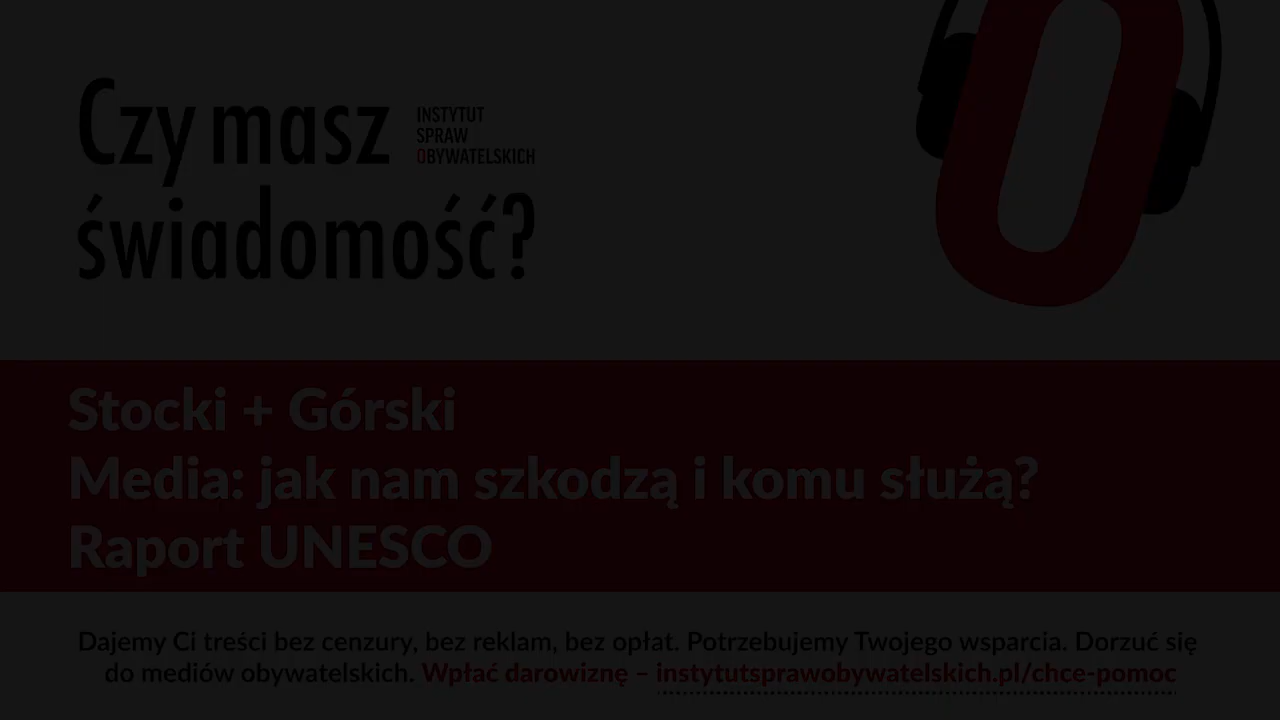 Czy masz
INSTYTUT
SPRAW
OBYWATELSKICH
świadomość?
Stocki + Górski
Media: jak nam szkodzą i komu służą?
Raport UNESCO
Dajemy Ci treści bez cenzury, bez reklam, bez opłat. Potrzebujemy Twojego wsparcia. Dorzuć się
do mediów obywatelskich. Wpłać darowiznę – instytutsprawobywatelskich.pl/chce-pomoc